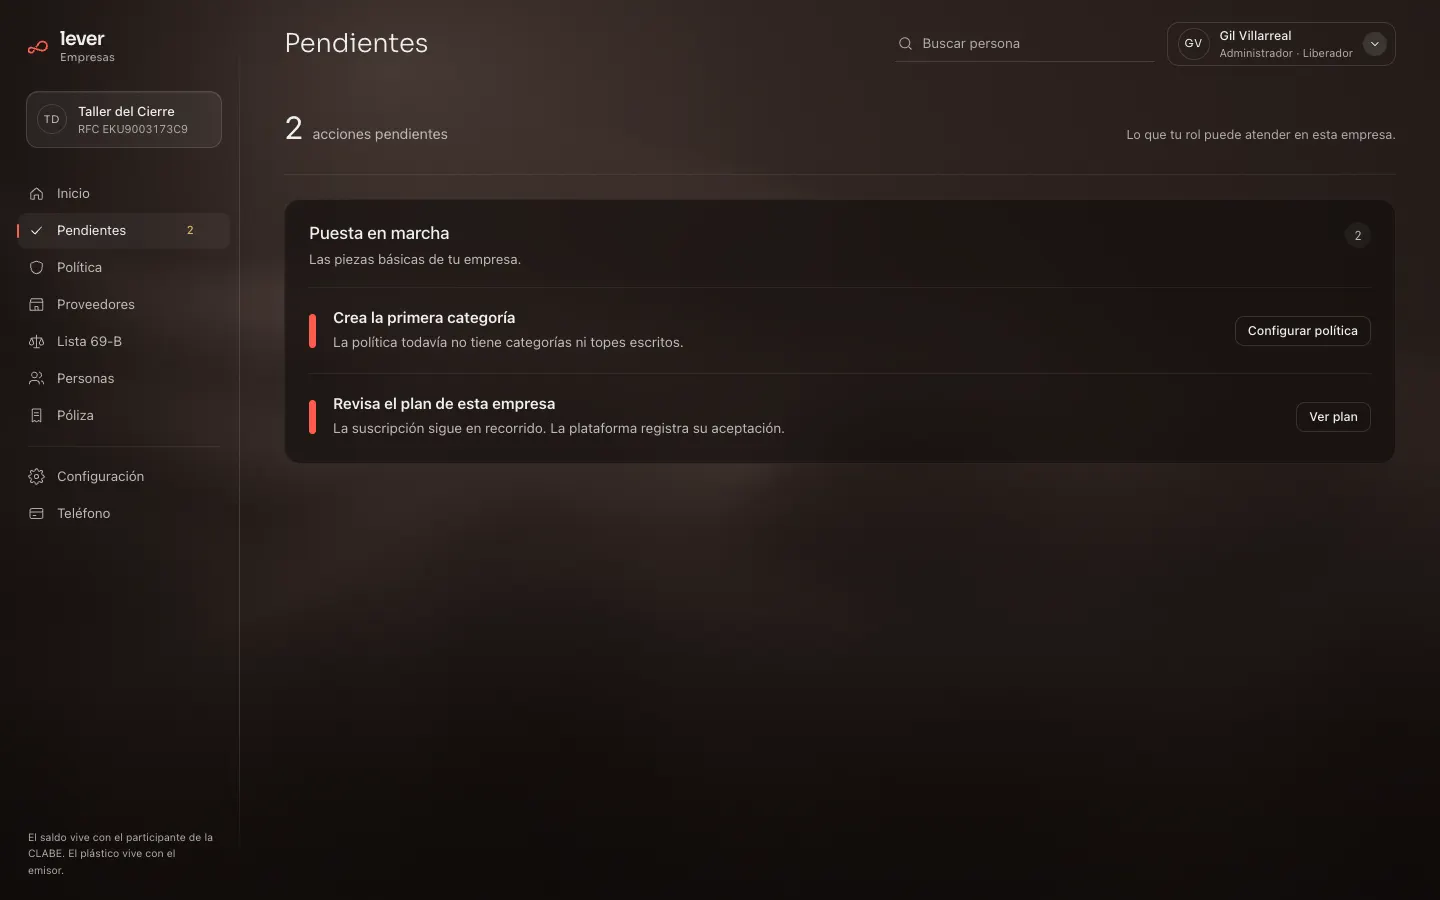 lever
Empresas
TD
Taller del Cierre
RFC EKU9003173C9
Inicio
Pendientes 2
Política
Proveedores
Lista 69-B
Personas
Póliza
Configuración
Teléfono
El saldo vive con el participante de la
CLABE. El plástico vive con el
emisor.
Pendientes
Buscar persona
GV
Gil Villarreal
Administrador · Liberador
2 acciones pendientes
Lo que tu rol puede atender en esta empresa.
Puesta en marcha
2
Las piezas básicas de tu empresa.
Crea la primera categoría
La política todavía no tiene categorías ni topes escritos.
Configurar política
Revisa el plan de esta empresa
La suscripción sigue en recorrido. La plataforma registra su aceptación.
Ver plan